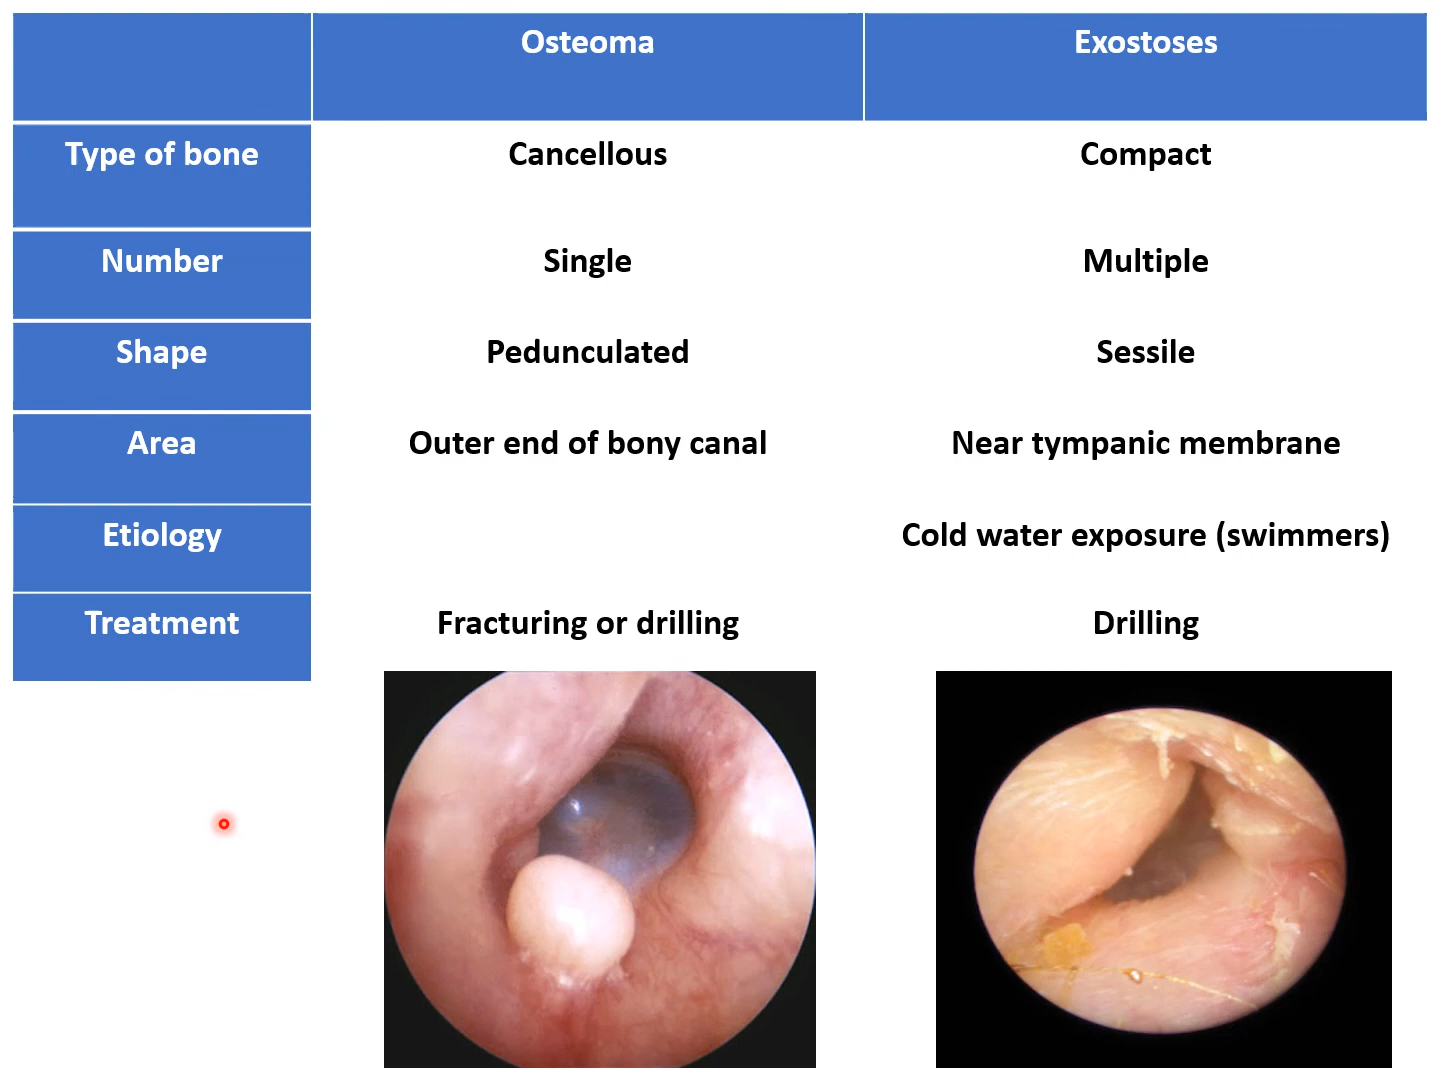 Osteoma Exostoses
Type of bone Cancellous Compact
Number Single Multiple
Shape Pedunculated Sessile
Area Outer end of bony canal Near tympanic membrane
Etiology Cold water exposure (swimmers)
Treatment Fracturing or drilling Drilling